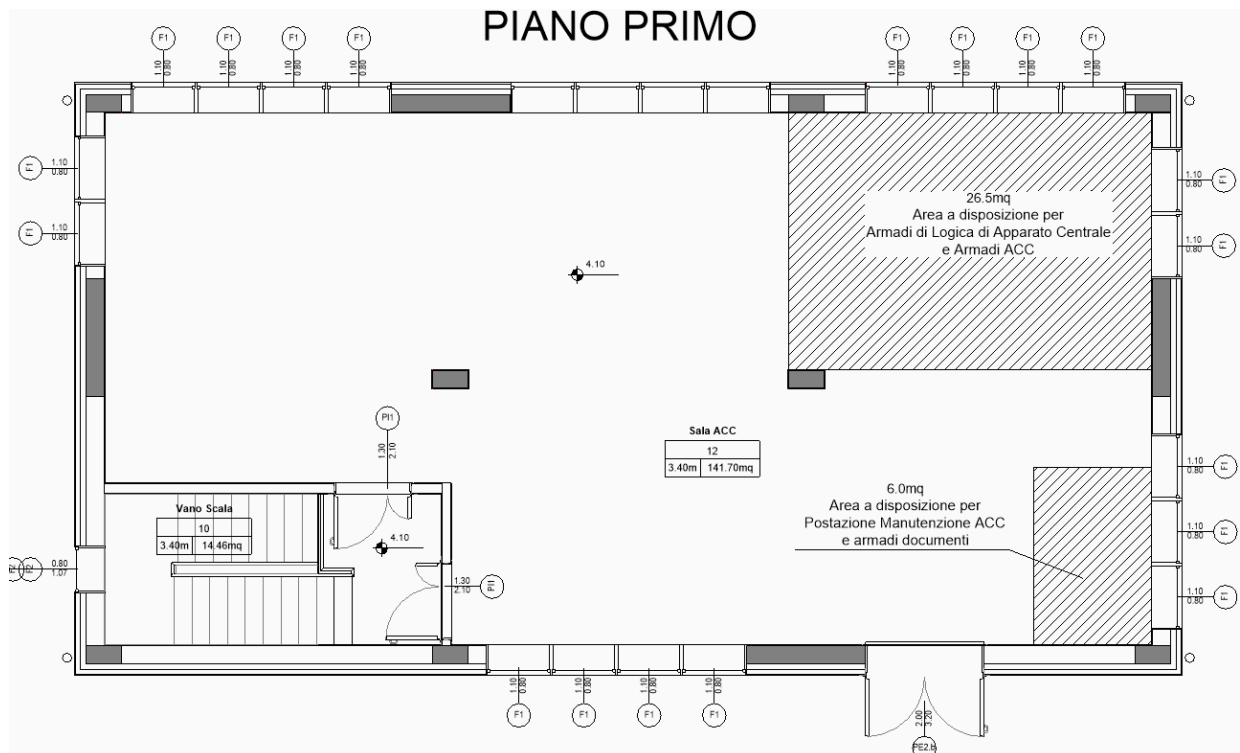 PIANO PRIMO
F1 F1 F1 F1 F1 F1 F1 F1
1.10 1.10 1.10 1.10 1.10 1.10 1.10 1.10
0.80 0.80 0.80 0.80 0.80 0.80 0.80 0.80
F1 1.10 0.80
F1 1.10 0.80
1.10 0.80 F1
1.10 0.80 F1
26.5mq
Area a disposizione per
Armadi di Logica di Apparato Centrale
e Armadi ACC
4.10
PI1
1.30
2.10
Sala ACC
12
3.40m 141.70mq
1.10 0.80 F1
1.10 0.80 F1
1.10 0.80 F1
6.0mq
Area a disposizione per
Postazione Manutenzione ACC
e armadi documenti
Vano Scala
10
3.40m 14.46mq
4.10
F2 F2 0.80 1.07
1.30
2.10
PI1
1.10 1.10 1.10 1.10
0.80 0.80 0.80 0.80
F1 F1 F1 F1
2.00
3.20
PE2.b